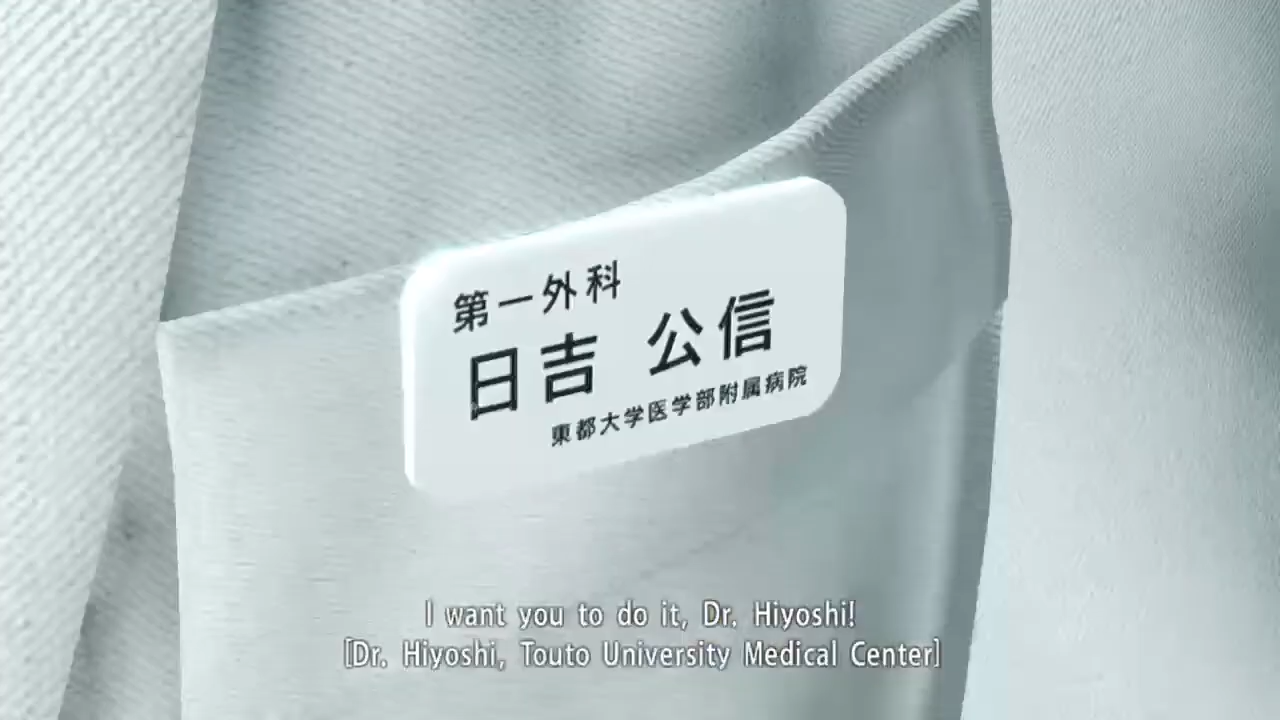 第一外科
日吉 公信
東都大学医学部附属病院
I want you to do it, Dr. Hiyoshi!
[Dr. Hiyoshi, Touto University Medical Center]